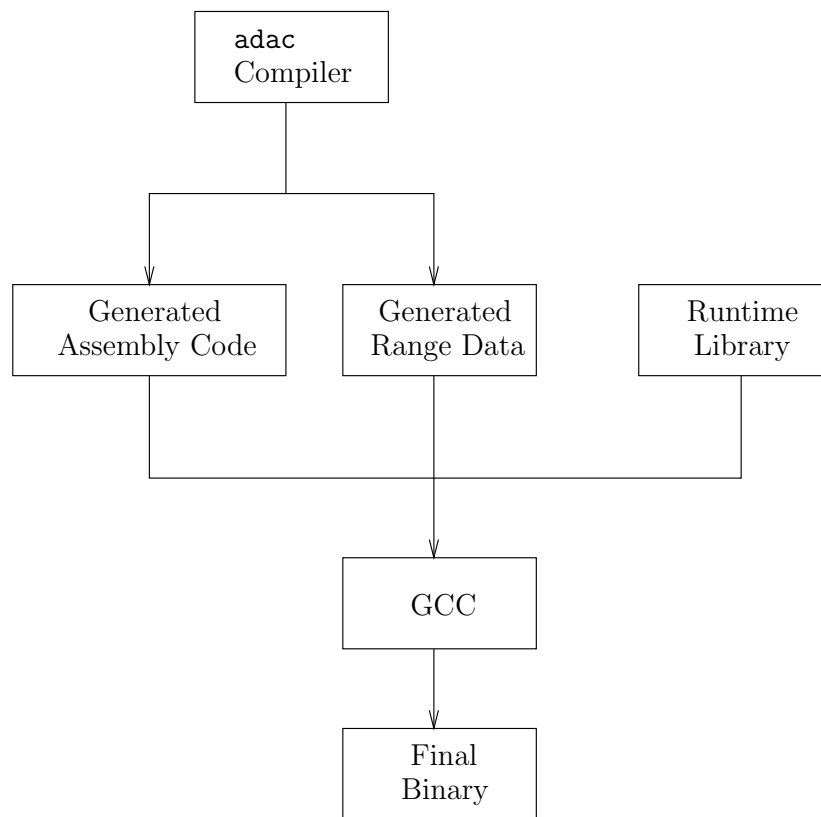 adac
Compiler
Generated
Assembly Code
Generated
Range Data
Runtime
Library
GCC
Final
Binary